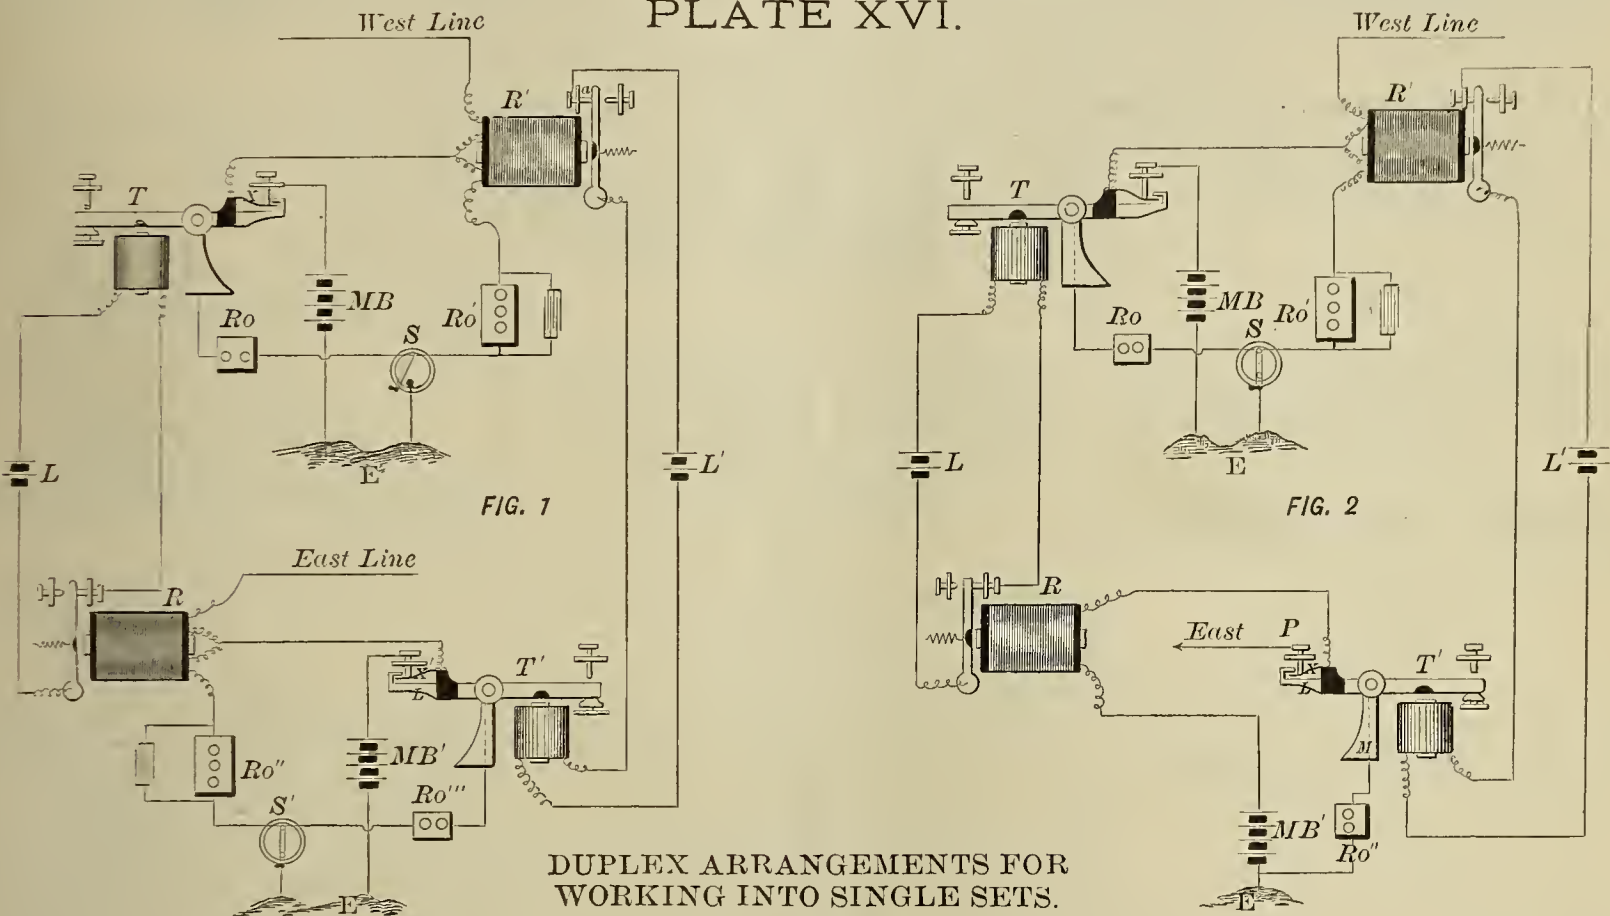 PLATE XVI.
West Line
R'
a
T
x
MB
Ro
Ro'
S
E
L
L'
FIG. 1
East Line
R
x'
L
T'
MB'
Ro"
Ro'''
S'
E
West Line
R'
T
MB
Ro
Ro'
S
E
L
L'
FIG. 2
R
East P
x
L
T'
M
MB'
Ro"
E
DUPLEX ARRANGEMENTS FOR
WORKING INTO SINGLE SETS.